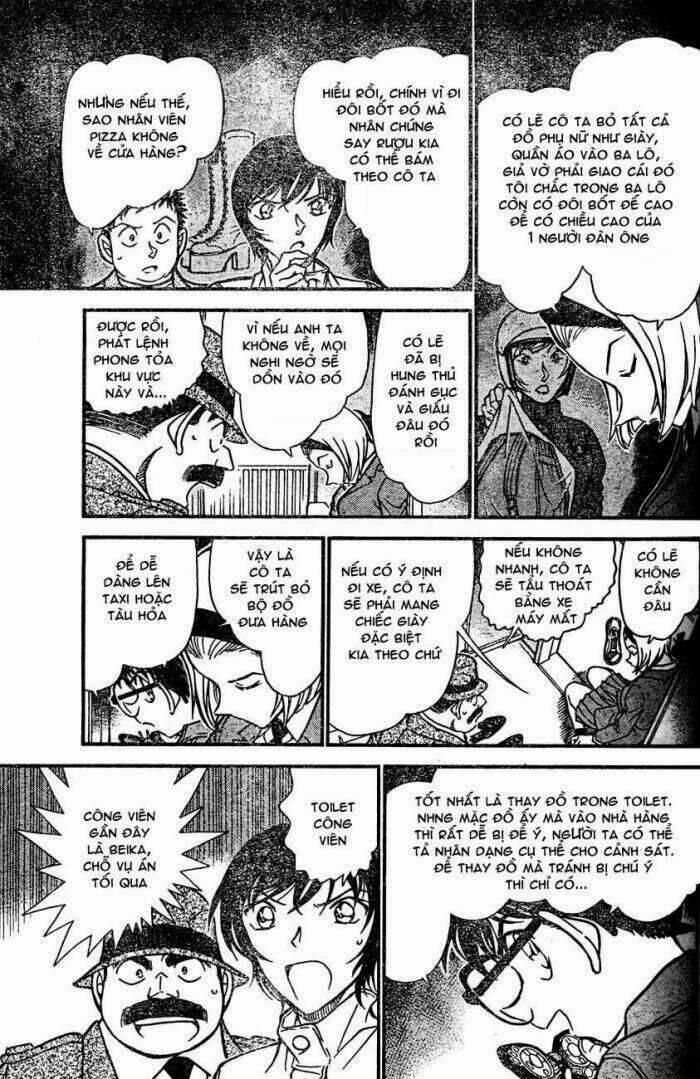 CÓ LẼ CÔ TA BỎ TẤT CẢ
ĐỒ PHỤ NỮ NHƯ GIÀY,
QUẦN ÁO VÀO BA LÔ,
GIẢ VỜ PHẢI GIAO CÁI ĐÓ
TÔI CHẮC TRONG BA LÔ
CÒN CÓ ĐÔI BỐT ĐẾ CAO
ĐỂ CÓ CHIỀU CAO CỦA
1 NGƯỜI ĐÀN ÔNG
HIỂU RỒI, CHÍNH VÌ ĐI
ĐÔI BỐT ĐÓ MÀ
NHÂN CHỨNG
SAY RƯỢU KIA
CÓ THỂ BÁM
THEO CÔ TA
NHƯNG NẾU THẾ,
SAO NHÂN VIÊN
PIZZA KHÔNG
VỀ CỬA HÀNG?
CÓ LẼ
ĐÃ BỊ
HUNG THỦ
ĐÁNH GỤC
VÀ GIẤU
ĐÂU ĐÓ
RỒI
VÌ NẾU ANH TA
KHÔNG VỀ, MỌI
NGHI NGỜ SẼ
DỒN VÀO ĐÓ
ĐƯỢC RỒI,
PHÁT LỆNH
PHONG TỎA
KHU VỰC
NÀY VÀ...
CÓ LẼ
KHÔNG
CẦN
ĐÂU
NẾU KHÔNG
NHANH, CÔ TA
SẼ TẨU THOÁT
BẰNG XE
MÁY MẤT
NẾU CÓ Ý ĐỊNH
ĐI XE, CÔ TA
SẼ PHẢI MANG
CHIẾC GIÀY
ĐẶC BIỆT
KIA THEO CHỨ
VẬY LÀ
CÔ TA
SẼ TRÚT BỎ
BỘ ĐỒ
ĐƯA HÀNG
ĐỂ DỄ
DÀNG LÊN
TAXI HOẶC
TÀU HỎA
TỐT NHẤT LÀ THAY ĐỒ TRONG TOILET.
NHNG MẶC ĐỒ ẤY MÀ VÀO NHÀ HÀNG
THÌ RẤT DỄ BỊ ĐỂ Ý, NGƯỜI TA CÓ THỂ
TẢ NHÂN DẠNG CỤ THỂ CHO CẢNH SÁT.
ĐỂ THAY ĐỒ MÀ TRÁNH BỊ CHÚ Ý
THÌ CHỈ CÓ...
TOILET
CÔNG
VIÊN
CÔNG VIÊN
GẦN ĐÂY
LÀ BEIKA,
CHỖ VỤ ÁN
TỐI QUA